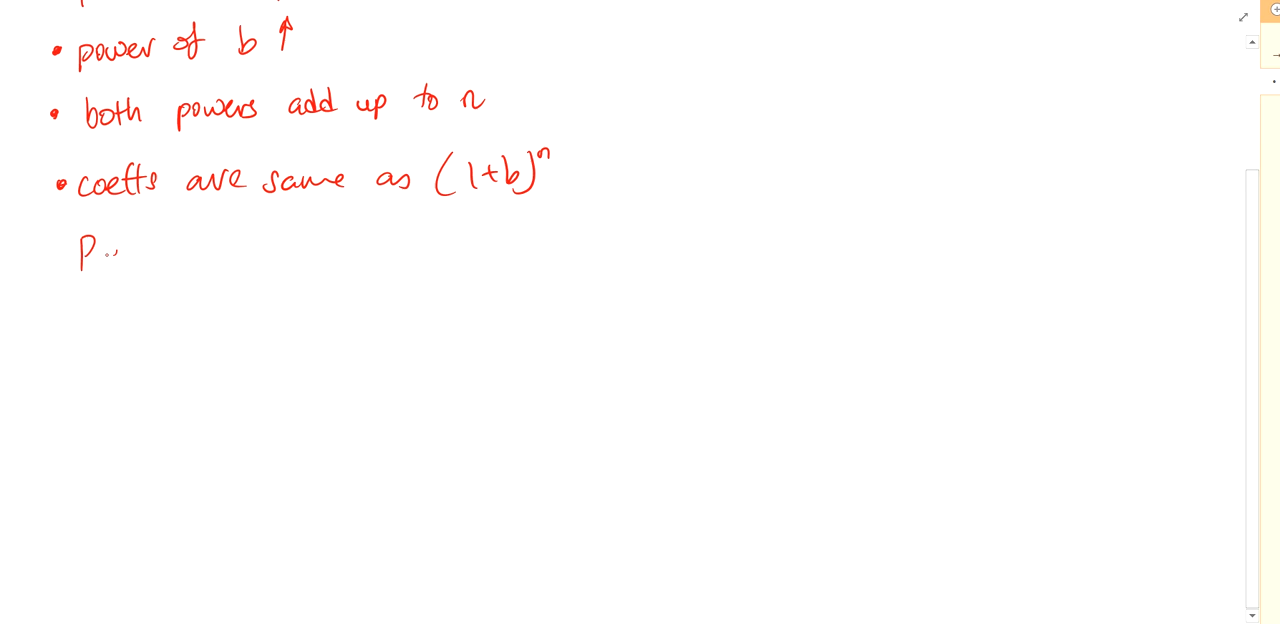 • power of b ↑
• both powers add up to n
• coeffs are same as (1+b)^n
P..